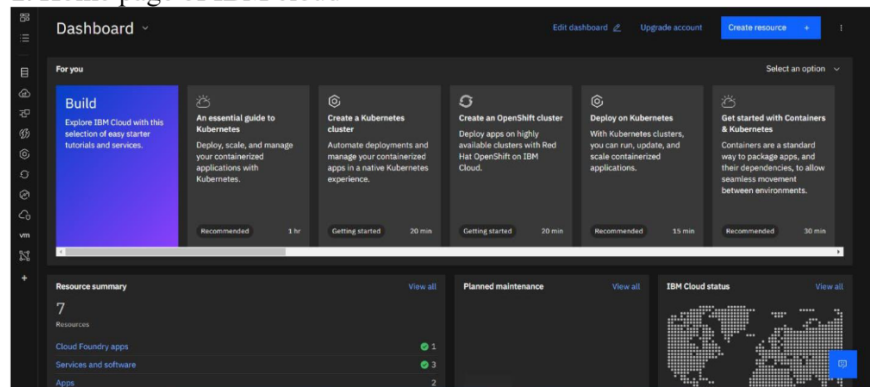 2. Home page of IBM cloud
Dashboard
Edit dashboard
Upgrade account
Create resource +
For you
Select an option
Build
Explore IBM Cloud with this
selection of easy starter
tutorials and services.
An essential guide to
Kubernetes
Deploy, scale, and manage
your containerized
applications with
Kubernetes.
Recommended 1 hr
Create a Kubernetes
cluster
Automate deployments and
manage your containerized
apps in a native Kubernetes
experience.
Getting started 20 min
Create an OpenShift cluster
Deploy apps on highly
available clusters with Red
Hat OpenShift on IBM
Cloud.
Getting started 20 min
Deploy on Kubernetes
With Kubernetes clusters,
you can run, update, and
scale containerized
applications.
Recommended 15 min
Get started with Containers
& Kubernetes
Containers are a standard
way to package apps, and
their dependencies, to allow
seamless movement
between environments.
Recommended 30 min
vm
Resource summary View all
7
Resources
Cloud Foundry apps 1
Services and software 3
Apps 2
Planned maintenance View all
IBM Cloud status View all